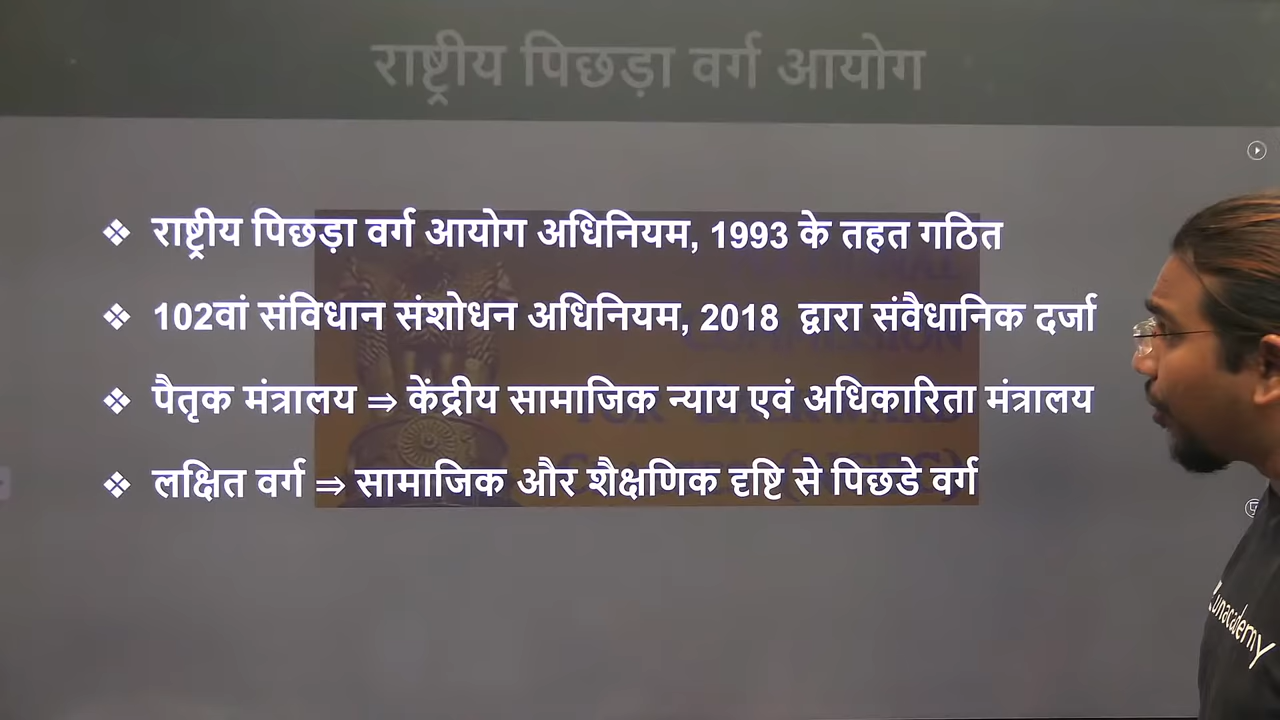 राष्ट्रीय पिछड़ा वर्ग आयोग
❖ राष्ट्रीय पिछड़ा वर्ग आयोग अधिनियम, 1993 के तहत गठित
❖ 102वां संविधान संशोधन अधिनियम, 2018 द्वारा संवैधानिक दर्जा
❖ पैतृक मंत्रालय ⇒ केंद्रीय सामाजिक न्याय एवं अधिकारिता मंत्रालय
❖ लक्षित वर्ग ⇒ सामाजिक और शैक्षणिक दृष्टि से पिछडे वर्ग
unacademy